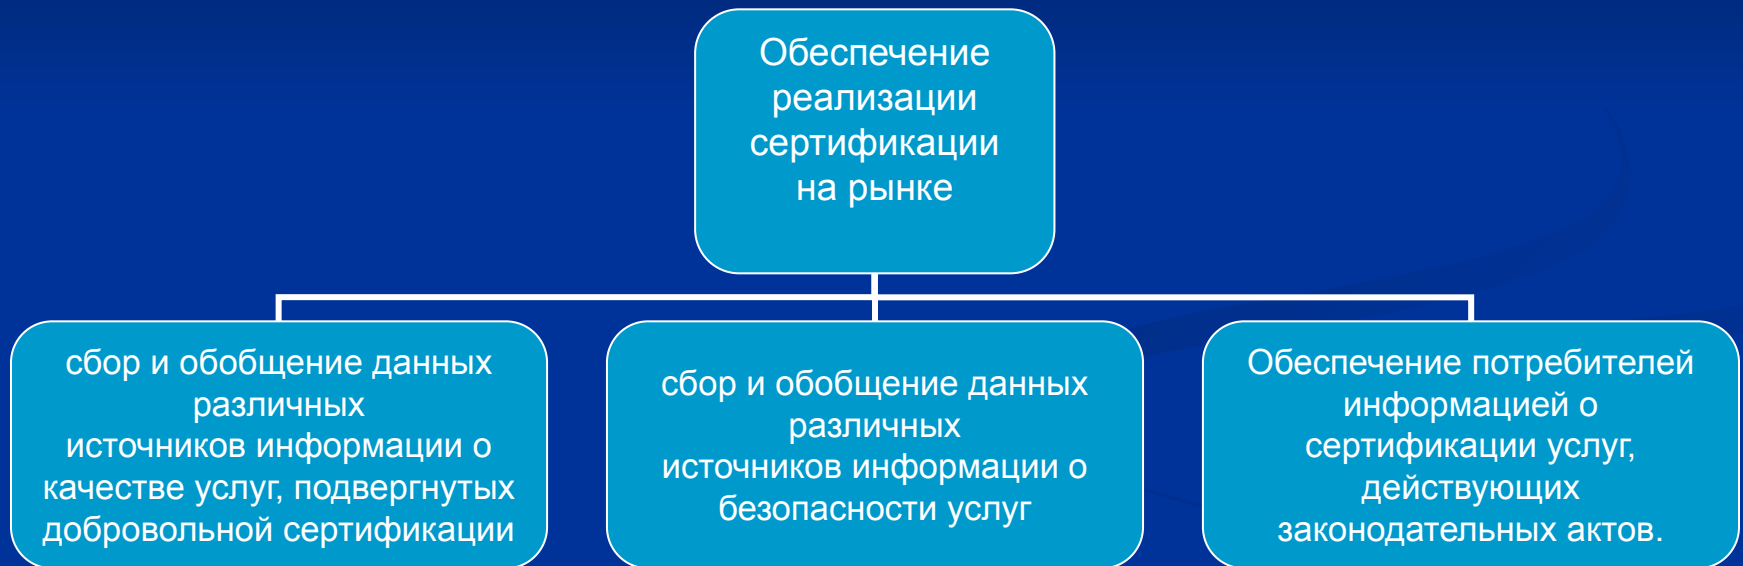 Обеспечение
реализации
сертификации
на рынке
сбор и обобщение данных
различных
источников информации о
качестве услуг, подвергнутых
добровольной сертификации
сбор и обобщение данных
различных
источников информации о
безопасности услуг
Обеспечение потребителей
информацией о
сертификации услуг,
действующих
законодательных актов.